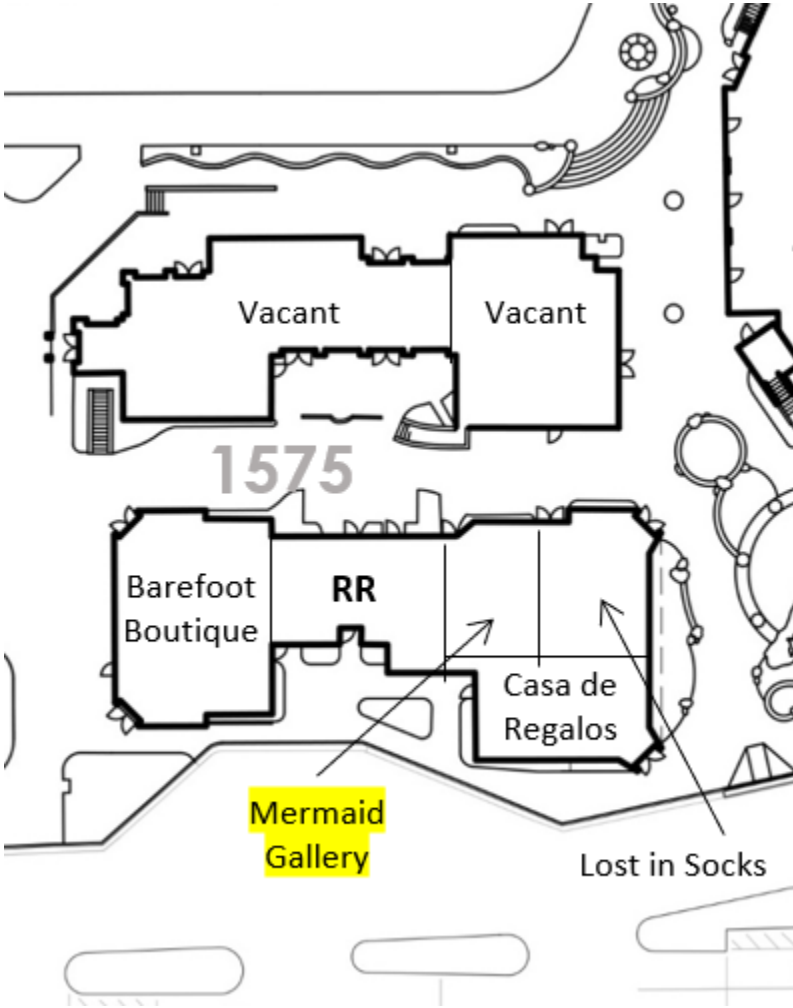 Vacant
Vacant
1575
Barefoot
Boutique
RR
Casa de
Regalos
Mermaid
Gallery
Lost in Socks